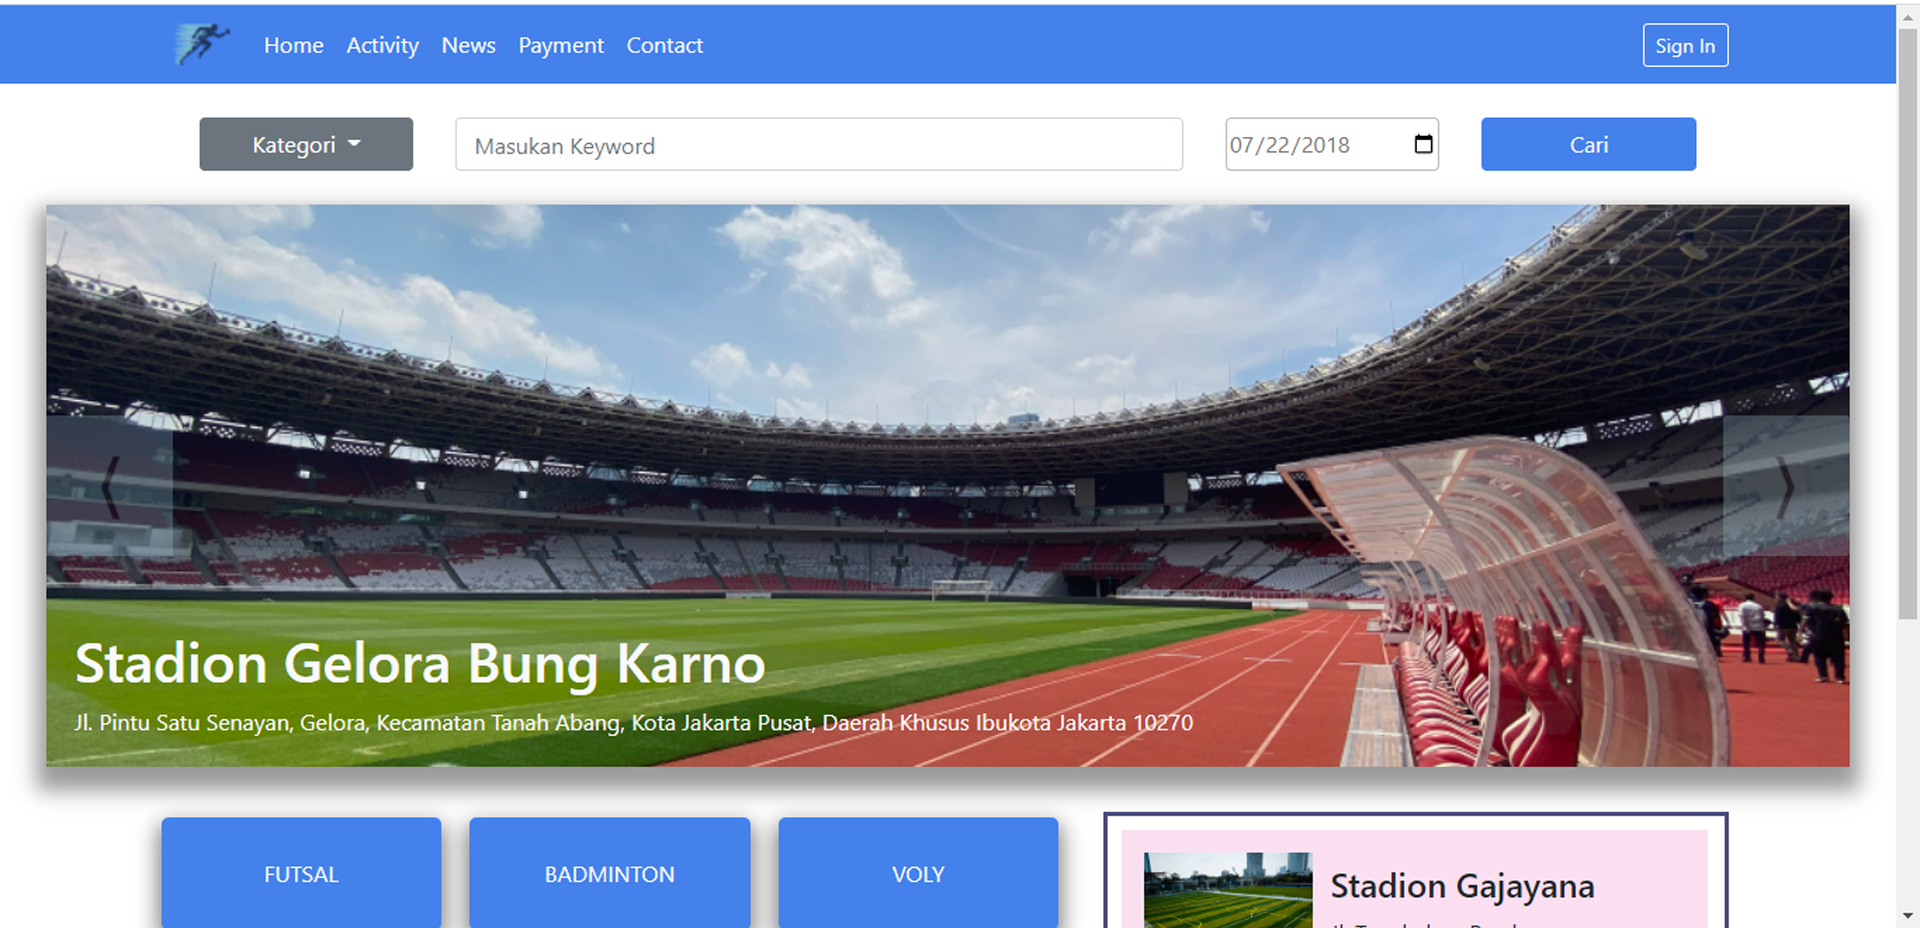 Home Activity News Payment Contact Sign In
Kategori Masukan Keyword 07/22/2018 Cari
Stadion Gelora Bung Karno
Jl. Pintu Satu Senayan, Gelora, Kecamatan Tanah Abang, Kota Jakarta Pusat, Daerah Khusus Ibukota Jakarta 10270
FUTSAL BADMINTON VOLY
Stadion Gajayana